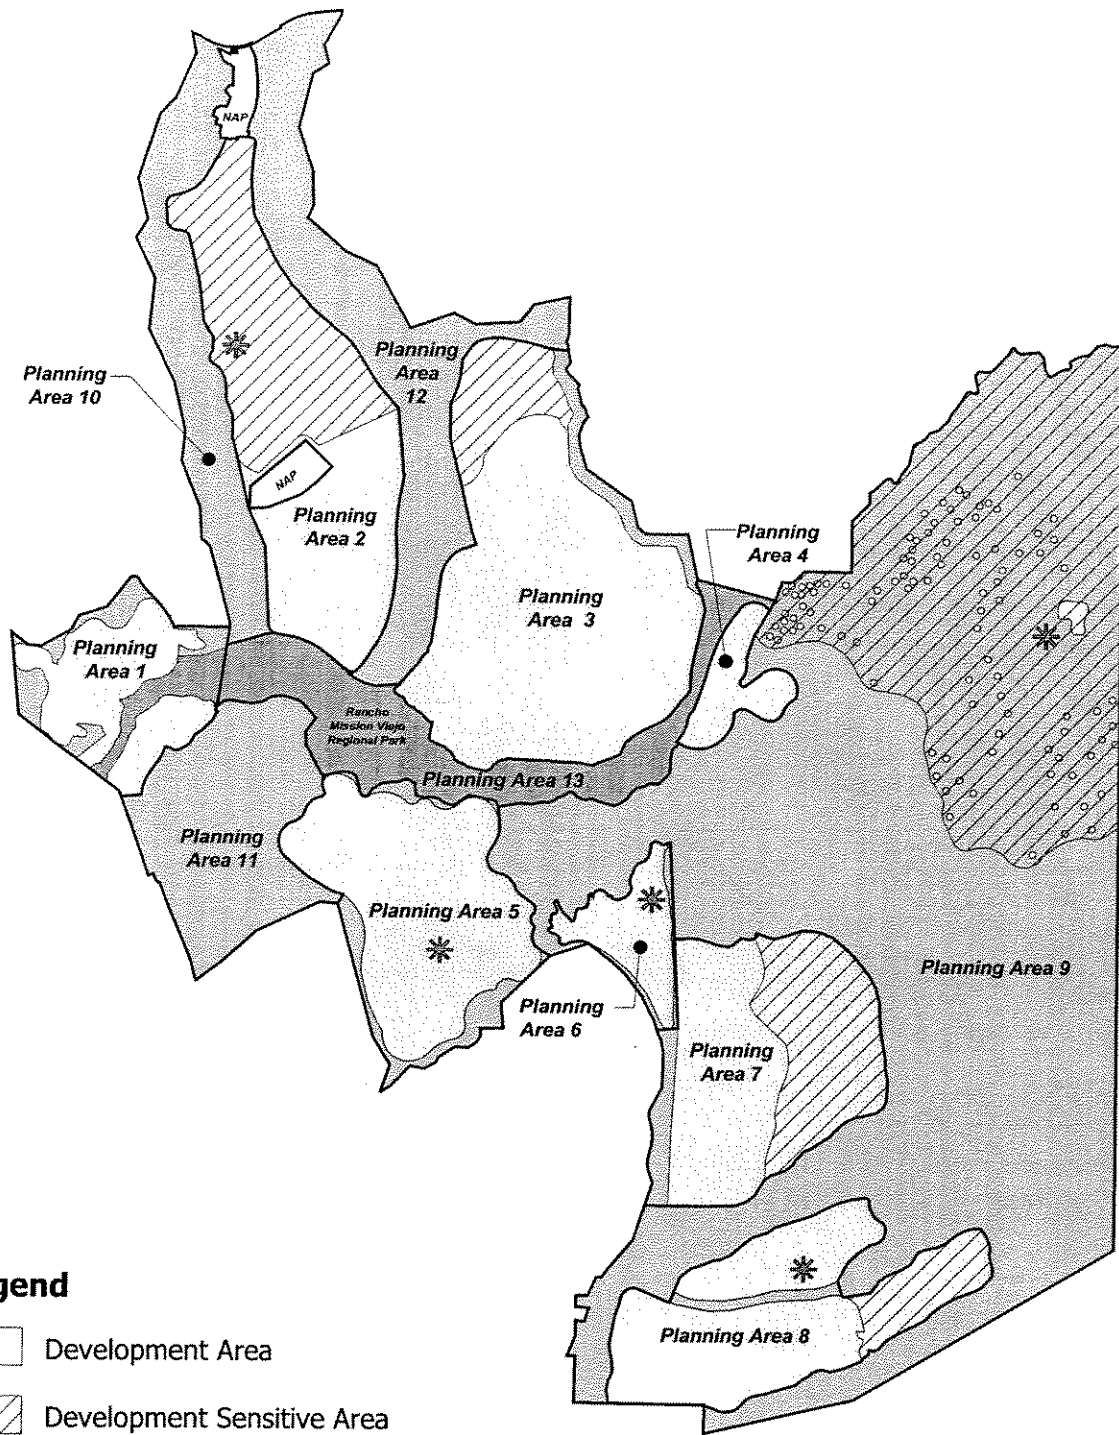 NAP
Planning
Area
12
Planning
Area 10
NAP
Planning
Area 2
Planning
Area 4
Planning
Area 3
Planning
Area 1
Rancho
Mission Viejo
Regional Park
Planning Area 13
Planning
Area 11
Planning Area 5
Planning Area 9
Planning
Area 6
Planning
Area 7
Planning Area 8
gend
Development Area
Development Sensitive Area